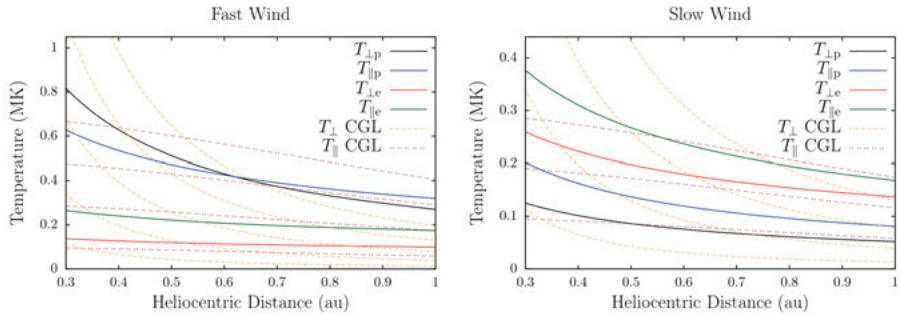 Fast Wind
Temperature (MK)
1
0.8
0.6
0.4
0.2
0
T⊥p
T∥p
T⊥e
T∥e
T⊥ CGL
T∥ CGL
0.3 0.4 0.5 0.6 0.7 0.8 0.9 1
Heliocentric Distance (au)
Slow Wind
Temperature (MK)
0.4
0.3
0.2
0.1
0
T⊥p
T∥p
T⊥e
T∥e
T⊥ CGL
T∥ CGL
0.3 0.4 0.5 0.6 0.7 0.8 0.9 1
Heliocentric Distance (au)